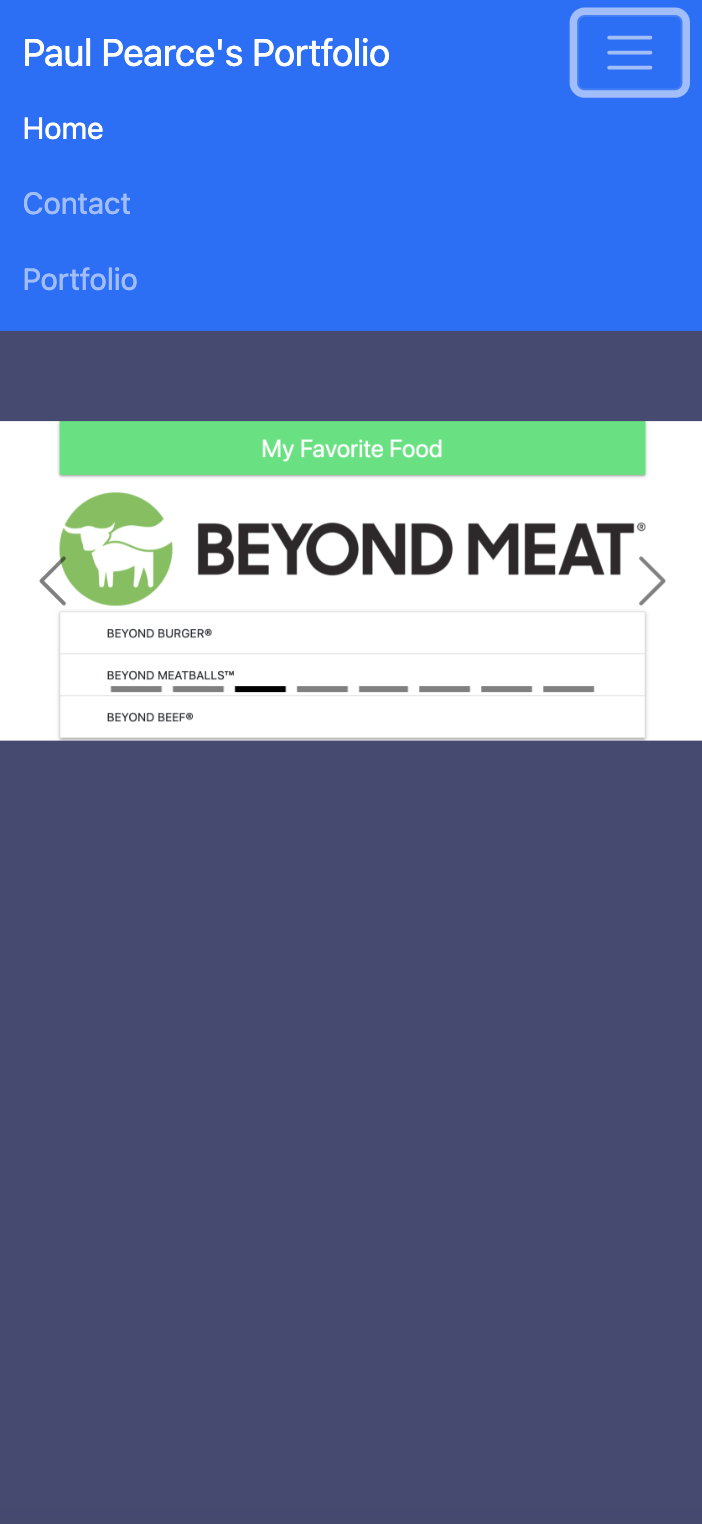 Paul Pearce's Portfolio
Home
Contact
Portfolio
My Favorite Food
BEYOND MEAT®
BEYOND BURGER®
BEYOND MEATBALLS™
BEYOND BEEF®